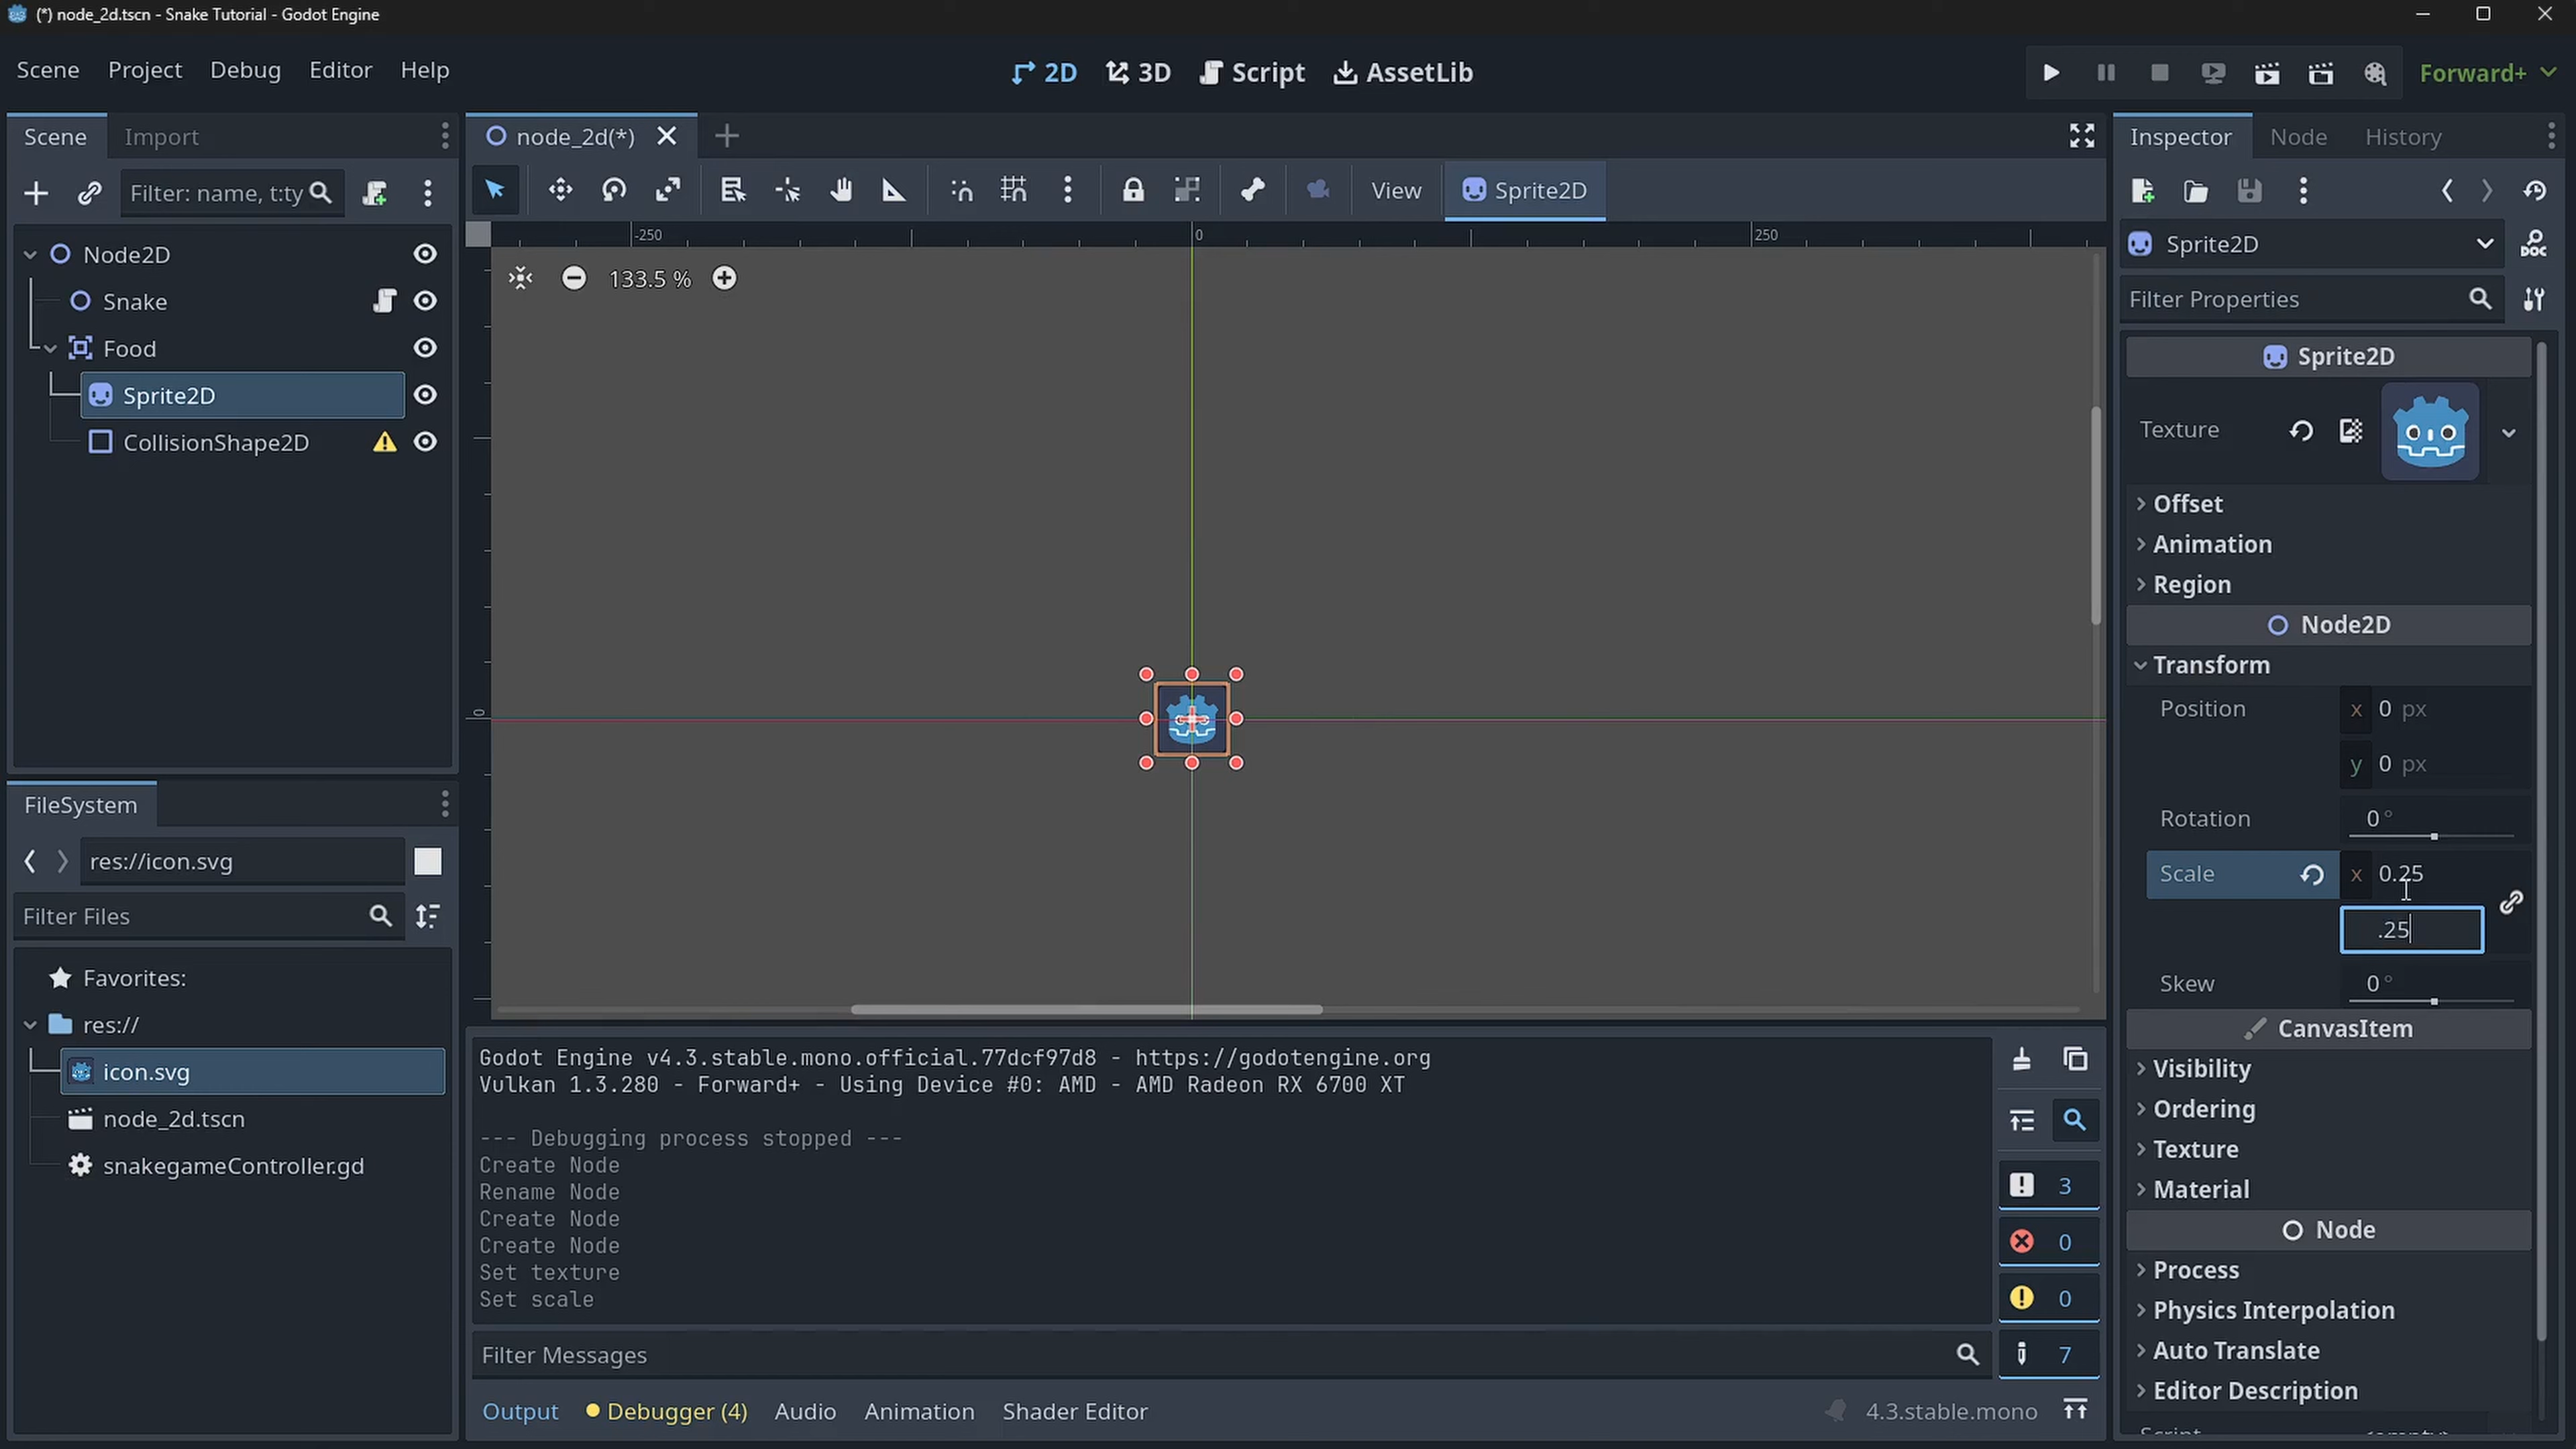 (*) node_2d.tscn - Snake Tutorial - Godot Engine
Scene Project Debug Editor Help
2D 3D Script AssetLib
Forward+
Scene Import
node_2d(*)
Inspector Node History
Filter: name, t:ty
View Sprite2D
Node2D
Snake
Food
Sprite2D
CollisionShape2D
-250 0 250
133.5 %
0
Sprite2D
DOC
Filter Properties
Sprite2D
Texture
Offset
Animation
Region
Node2D
Transform
Position x 0 px
y 0 px
Rotation 0 °
Scale x 0.25
.25
Skew 0 °
CanvasItem
Visibility
Ordering
Texture
Material
Node
Process
Physics Interpolation
Auto Translate
Editor Description
FileSystem
res://icon.svg
Filter Files
Favorites:
res://
icon.svg
node_2d.tscn
snakegameController.gd
Godot Engine v4.3.stable.mono.official.77dcf97d8 - https://godotengine.org
Vulkan 1.3.280 - Forward+ - Using Device #0: AMD - AMD Radeon RX 6700 XT
--- Debugging process stopped ---
Create Node
Rename Node
Create Node
Create Node
Set texture
Set scale
3
0
0
7
Filter Messages
Output Debugger (4) Audio Animation Shader Editor
4.3.stable.mono